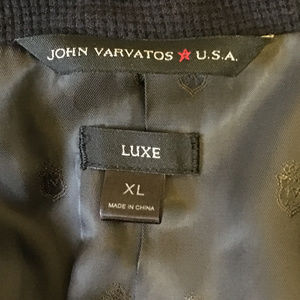 JOHN VARVATOS ★ U.S.A.
LUXE
XL
MADE IN CHINA